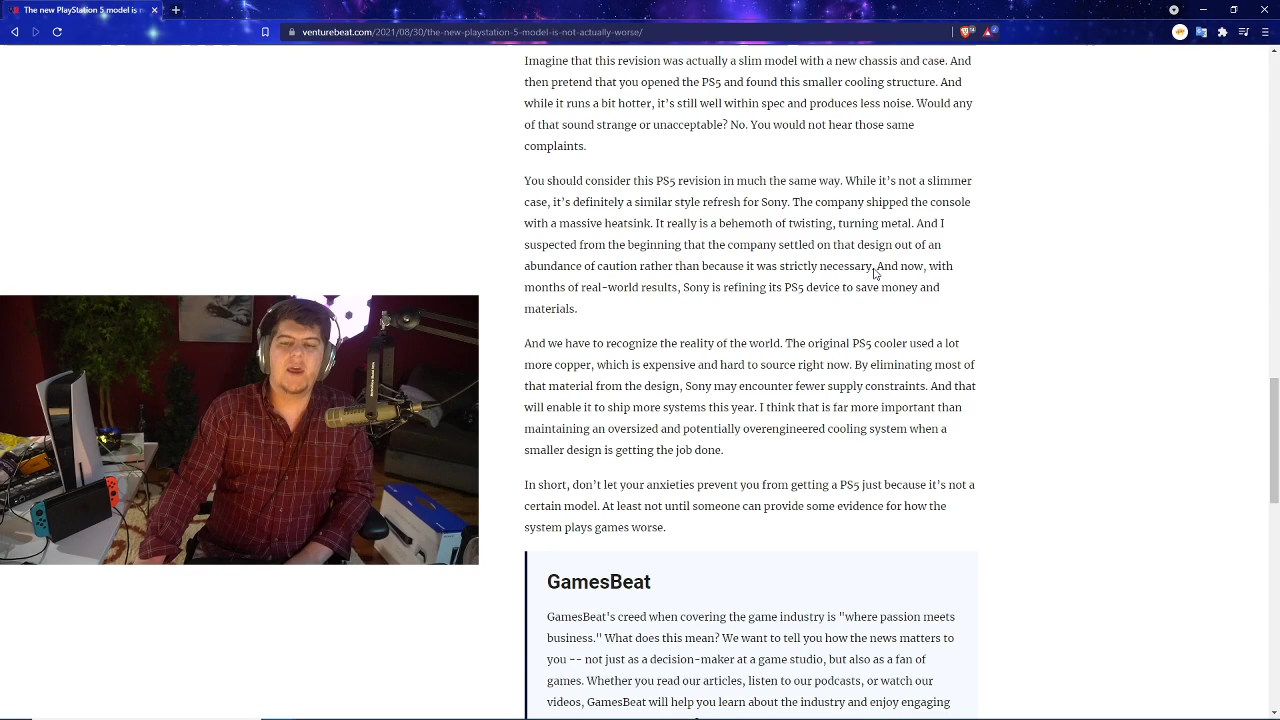 The new PlayStation 5 model is n
venturebeat.com/2021/08/30/the-new-playstation-5-model-is-not-actually-worse/
Imagine that this revision was actually a slim model with a new chassis and case. And
then pretend that you opened the PS5 and found this smaller cooling structure. And
while it runs a bit hotter, it’s still well within spec and produces less noise. Would any
of that sound strange or unacceptable? No. You would not hear those same
complaints.
You should consider this PS5 revision in much the same way. While it’s not a slimmer
case, it’s definitely a similar style refresh for Sony. The company shipped the console
with a massive heatsink. It really is a behemoth of twisting, turning metal. And I
suspected from the beginning that the company settled on that design out of an
abundance of caution rather than because it was strictly necessary. And now, with
months of real-world results, Sony is refining its PS5 device to save money and
materials.
And we have to recognize the reality of the world. The original PS5 cooler used a lot
more copper, which is expensive and hard to source right now. By eliminating most of
that material from the design, Sony may encounter fewer supply constraints. And that
will enable it to ship more systems this year. I think that is far more important than
maintaining an oversized and potentially overengineered cooling system when a
smaller design is getting the job done.
In short, don’t let your anxieties prevent you from getting a PS5 just because it’s not a
certain model. At least not until someone can provide some evidence for how the
system plays games worse.
GamesBeat
GamesBeat's creed when covering the game industry is "where passion meets
business." What does this mean? We want to tell you how the news matters to
you -- not just as a decision-maker at a game studio, but also as a fan of
games. Whether you read our articles, listen to our podcasts, or watch our
videos, GamesBeat will help you learn about the industry and enjoy engaging